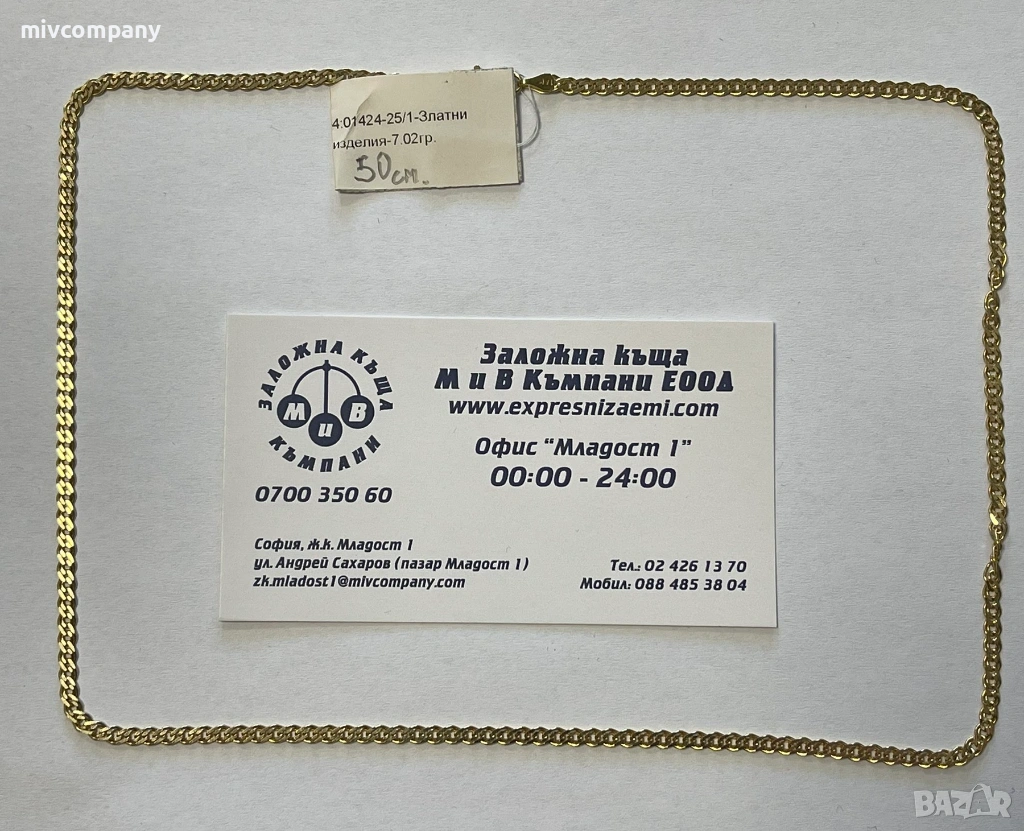 mivcompany
4:01424-25/1-Златни
изделия-7.02гр.
50 см.
ЗАЛОЖНА КЪЩА
М и В
КЪМПАНИ
0700 350 60
Заложна къща
М и В Къмпани ЕООД
www.expresnizaemi.com
Офис “Младост 1”
00:00 - 24:00
София, ж.к. Младост 1
ул. Андрей Сахаров (пазар Младост 1)
zk.mladost1@mivcompany.com
Тел.: 02 426 13 70
Мобил: 088 485 38 04
BAZAR